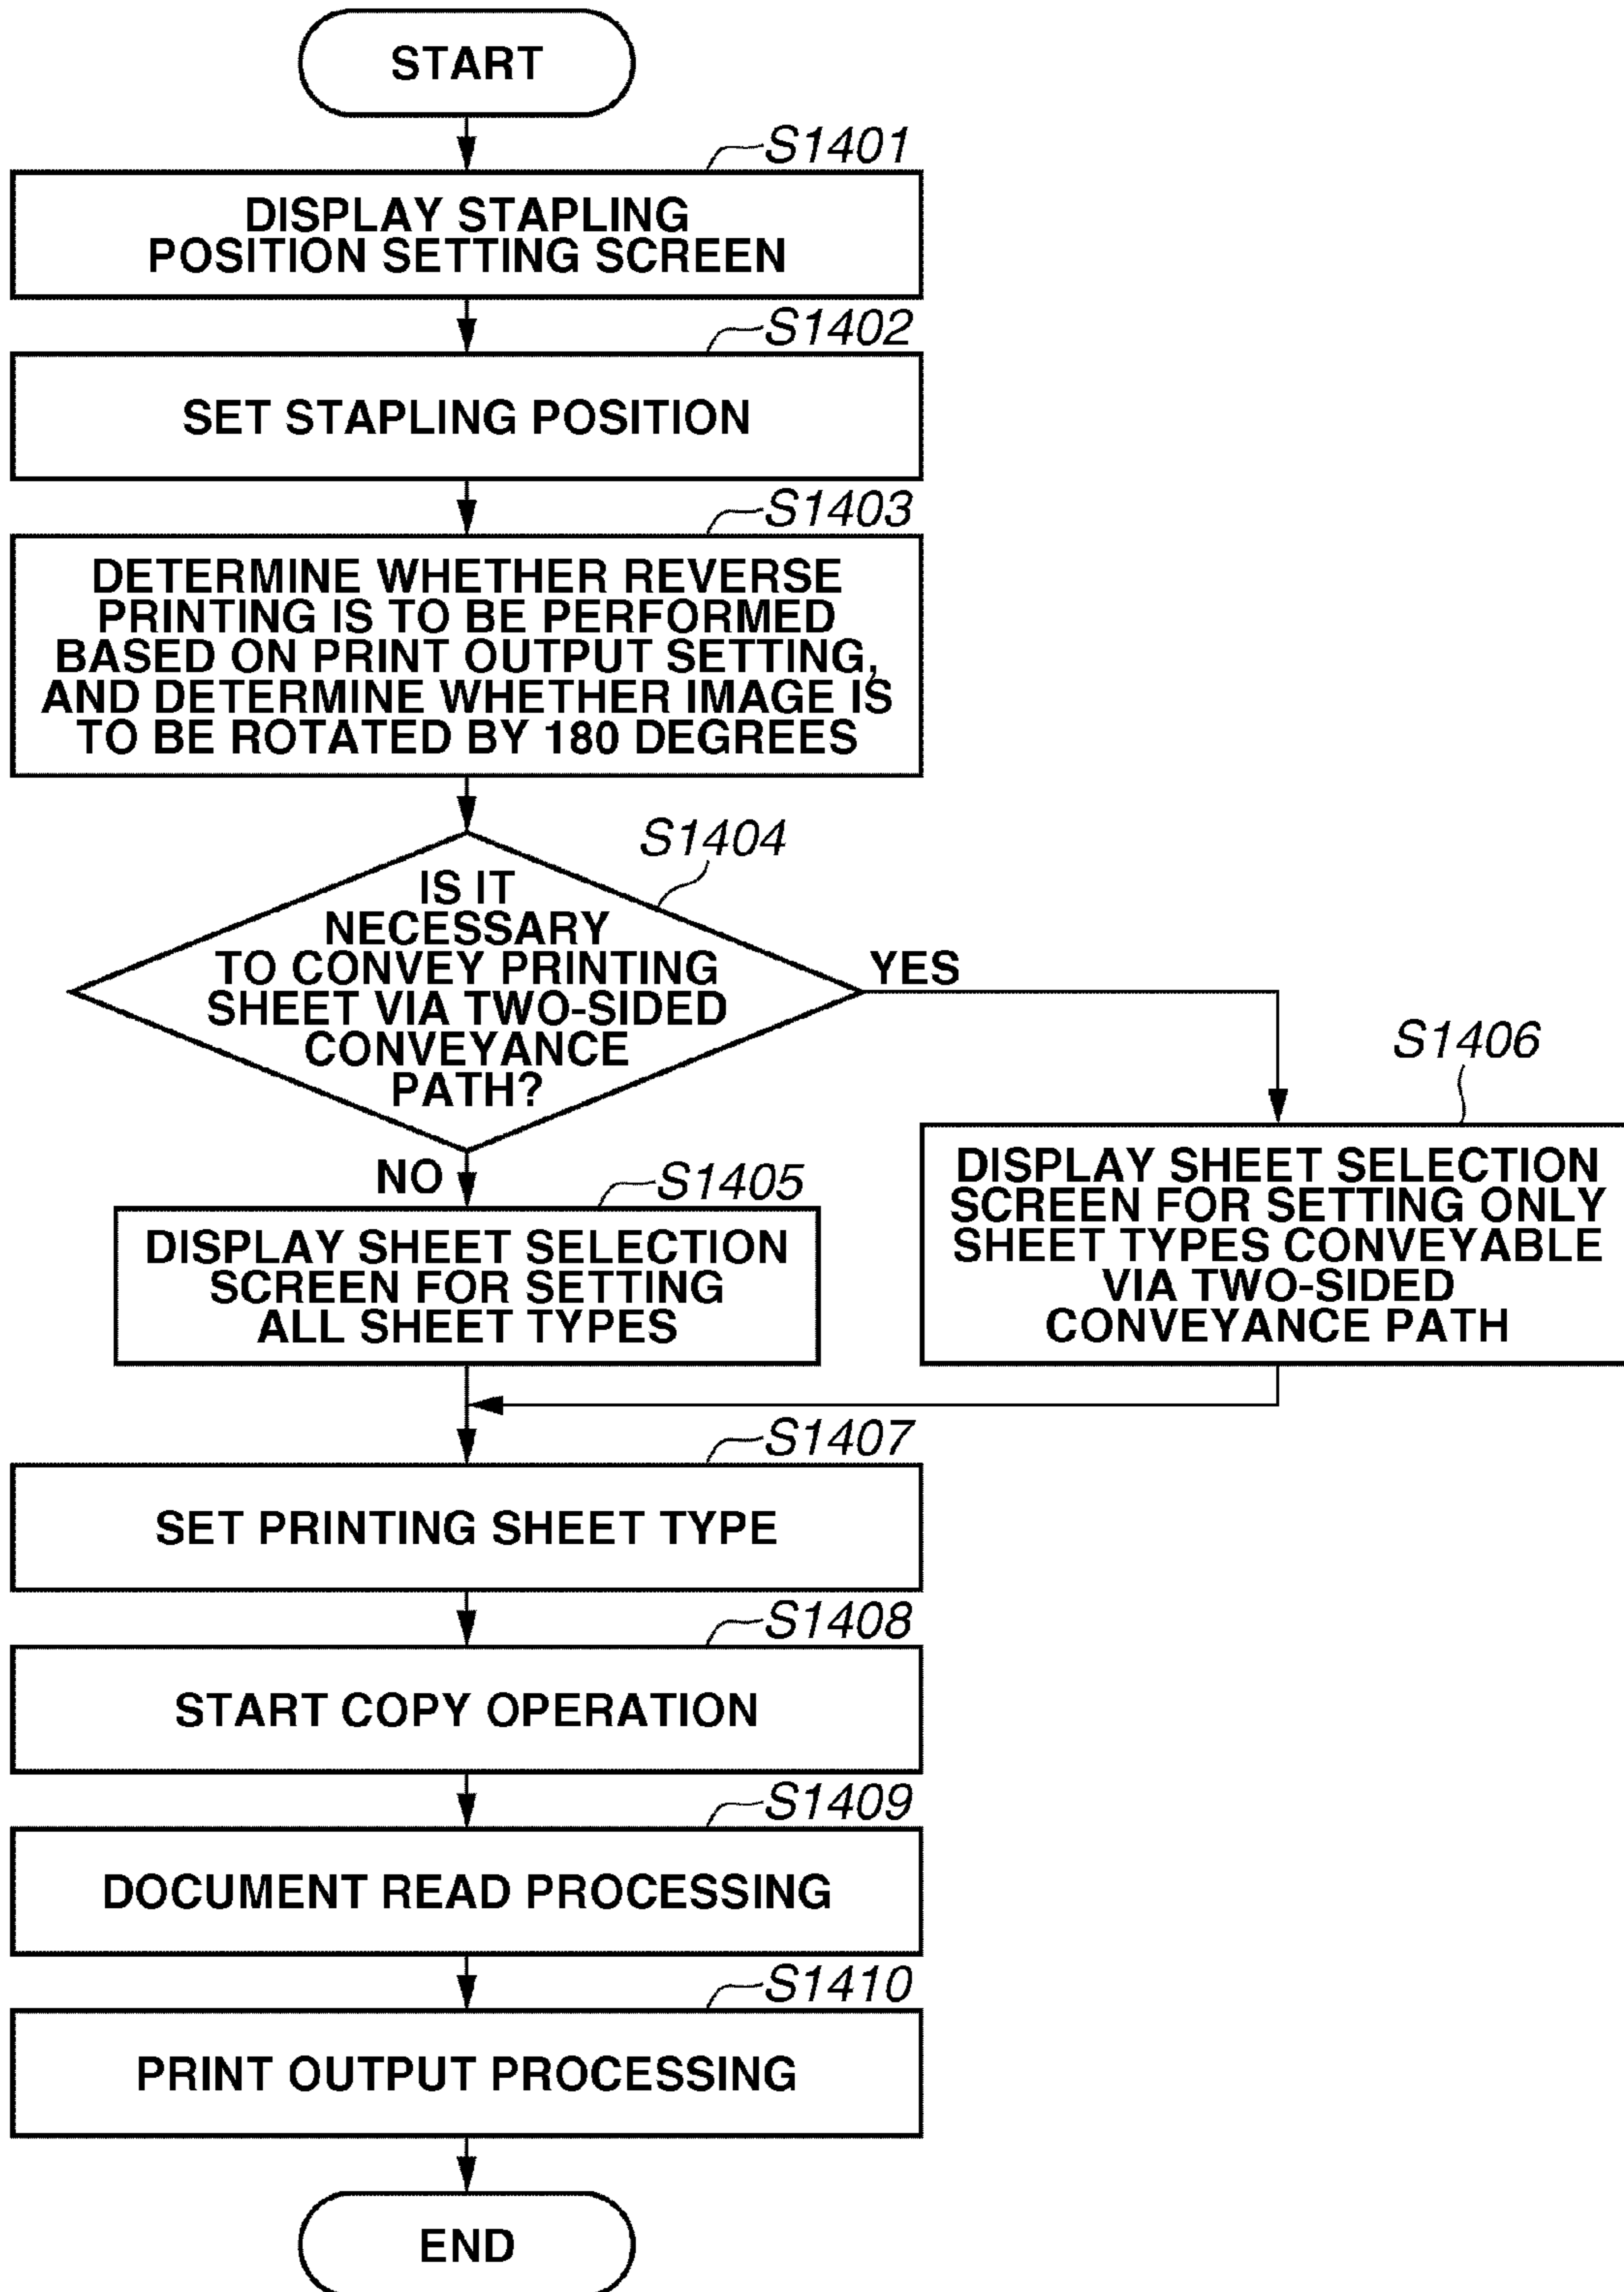 START
S1401
DISPLAY STAPLING
POSITION SETTING SCREEN
S1402
SET STAPLING POSITION
S1403
DETERMINE WHETHER REVERSE
PRINTING IS TO BE PERFORMED
BASED ON PRINT OUTPUT SETTING,
AND DETERMINE WHETHER IMAGE IS
TO BE ROTATED BY 180 DEGREES
S1404
IS IT
NECESSARY
TO CONVEY PRINTING
SHEET VIA TWO-SIDED
CONVEYANCE
PATH?
YES
NO
S1405
DISPLAY SHEET SELECTION
SCREEN FOR SETTING
ALL SHEET TYPES
S1406
DISPLAY SHEET SELECTION
SCREEN FOR SETTING ONLY
SHEET TYPES CONVEYABLE
VIA TWO-SIDED
CONVEYANCE PATH
S1407
SET PRINTING SHEET TYPE
S1408
START COPY OPERATION
S1409
DOCUMENT READ PROCESSING
S1410
PRINT OUTPUT PROCESSING
END